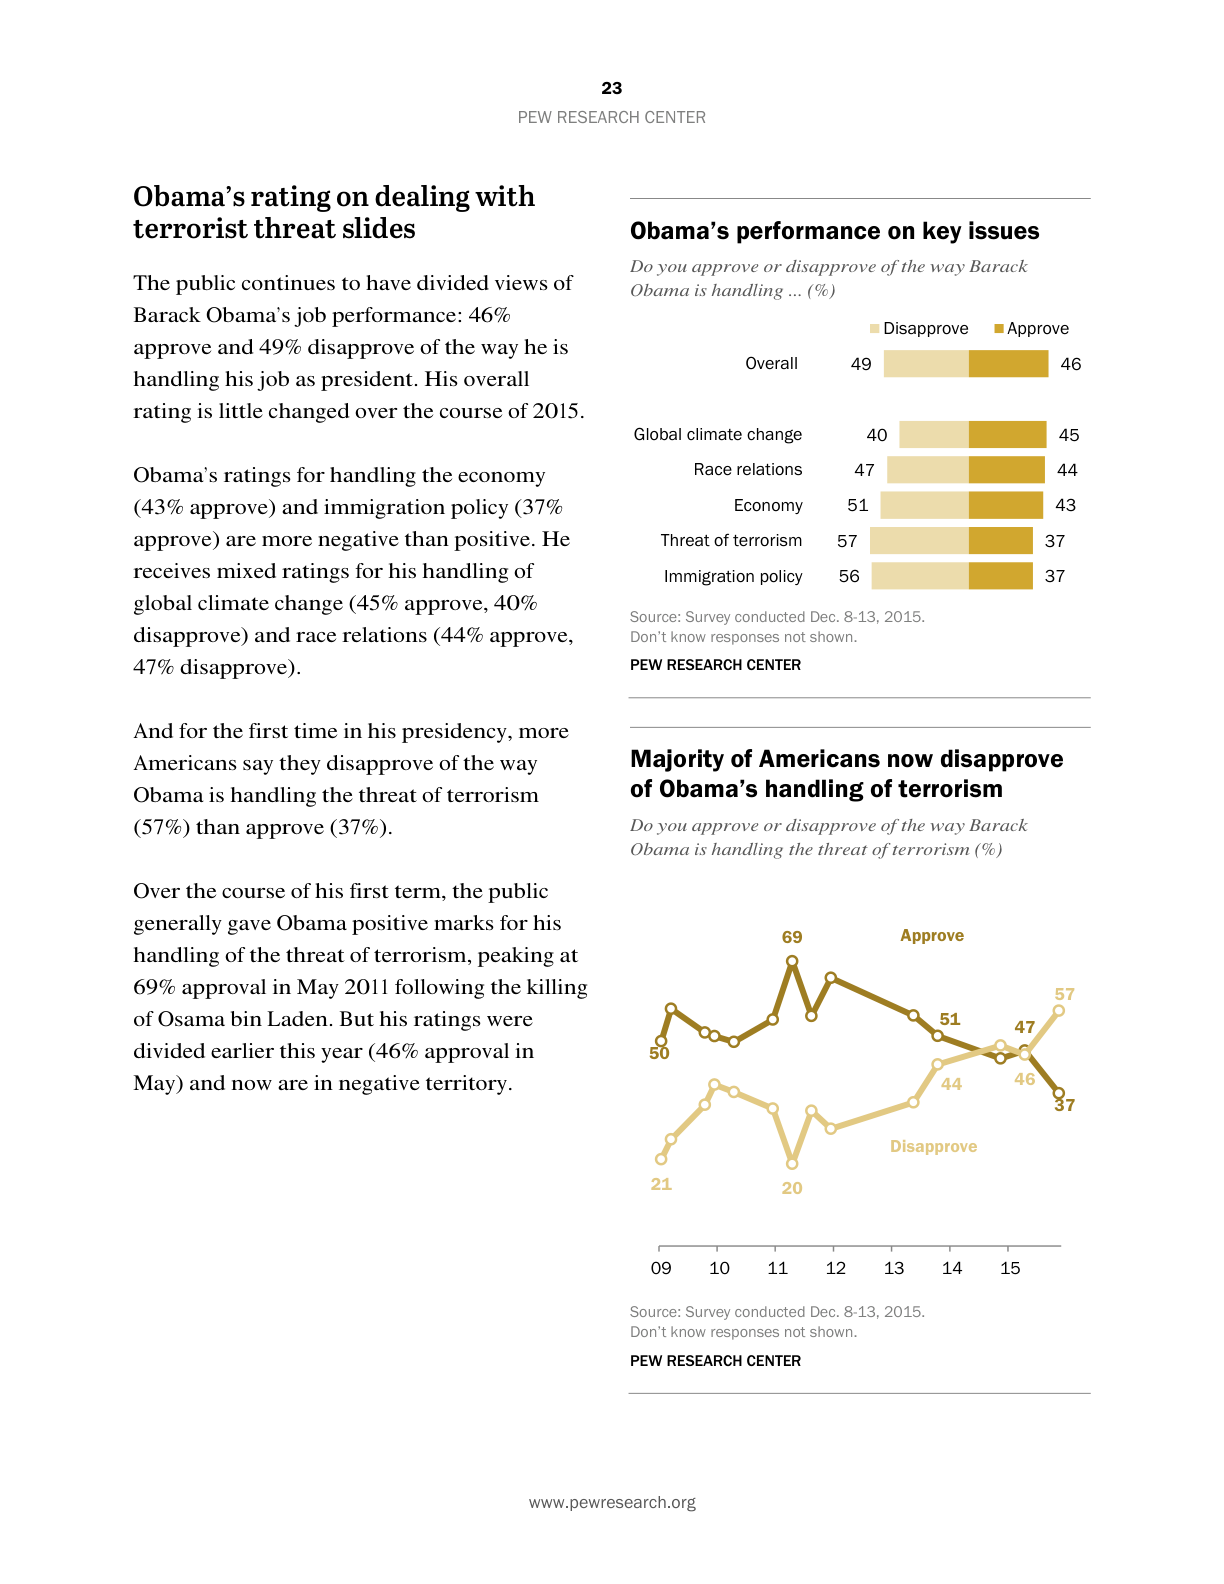 23
PEW RESEARCH CENTER
Obama’s rating on dealing with
terrorist threat slides
The public continues to have divided views of
Barack Obama’s job performance: 46%
approve and 49% disapprove of the way he is
handling his job as president. His overall
rating is little changed over the course of 2015.
Obama’s ratings for handling the economy
(43% approve) and immigration policy (37%
approve) are more negative than positive. He
receives mixed ratings for his handling of
global climate change (45% approve, 40%
disapprove) and race relations (44% approve,
47% disapprove).
And for the first time in his presidency, more
Americans say they disapprove of the way
Obama is handling the threat of terrorism
(57%) than approve (37%).
Over the course of his first term, the public
generally gave Obama positive marks for his
handling of the threat of terrorism, peaking at
69% approval in May 2011 following the killing
of Osama bin Laden. But his ratings were
divided earlier this year (46% approval in
May) and now are in negative territory.
Obama’s performance on key issues
Do you approve or disapprove of the way Barack
Obama is handling ... (%)
Disapprove Approve
Overall 49 46
Global climate change 40 45
Race relations 47 44
Economy 51 43
Threat of terrorism 57 37
Immigration policy 56 37
Source: Survey conducted Dec. 8-13, 2015.
Don’t know responses not shown.
PEW RESEARCH CENTER
Majority of Americans now disapprove
of Obama’s handling of terrorism
Do you approve or disapprove of the way Barack
Obama is handling the threat of terrorism (%)
69 Approve
57
51 47
50
44 46
37
Disapprove
21 20
09 10 11 12 13 14 15
Source: Survey conducted Dec. 8-13, 2015.
Don’t know responses not shown.
PEW RESEARCH CENTER
www.pewresearch.org